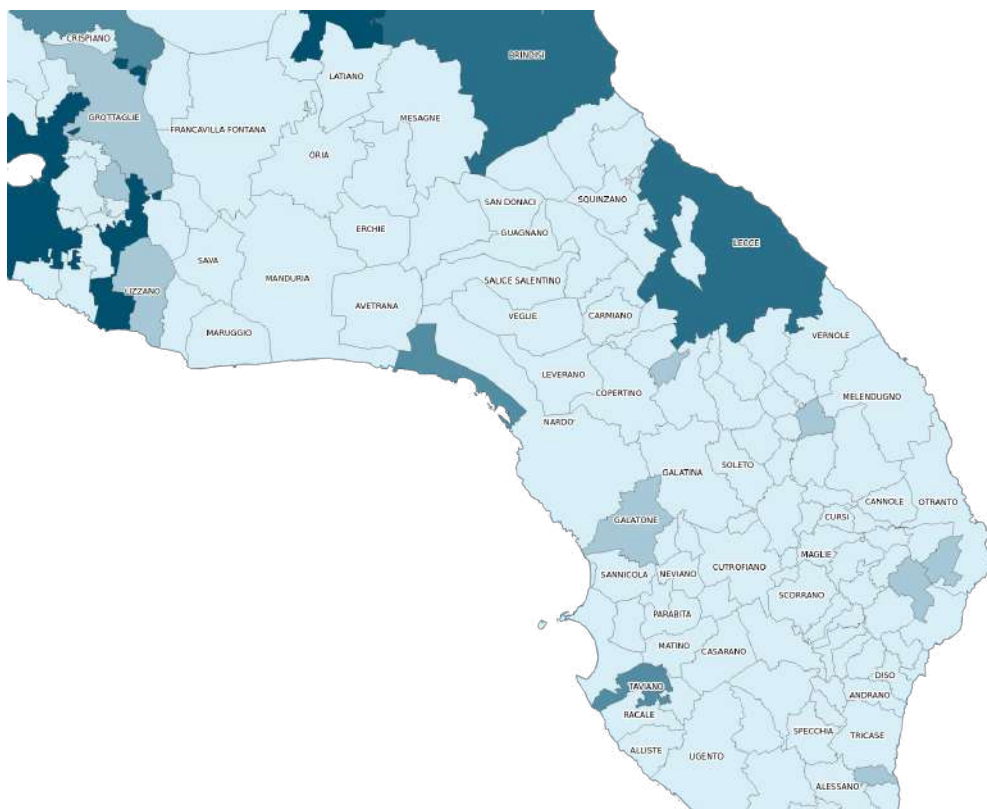 CRISPIANO
BRINDISI
LATIANO
GROTTAGLIE
MESAGNE
FRANCAVILLA FONTANA
ORIA
SAN DONACI
SQUINZANO
ERCHIE
GUAGNANO
LECCE
SAVA
MANDURIA
SALICE SALENTINO
LIZZANO
AVETRANA
VEGLIE
CARMIANO
MARUGGIO
VERNOLE
LEVERANO
COPERTINO
MELENDUGNO
NARDO'
GALATINA
SOLETO
CANNOLE
OTRANTO
GALATONE
CURSI
MAGLIE
SANNICOLA
NEVIANO
CUTROFIANO
SCORRANO
PARABITA
MATINO
CASARANO
DISO
TAVIANO
ANDRANO
RACALE
SPECCHIA
TRICASE
ALLISTE
UGENTO
ALESSANO